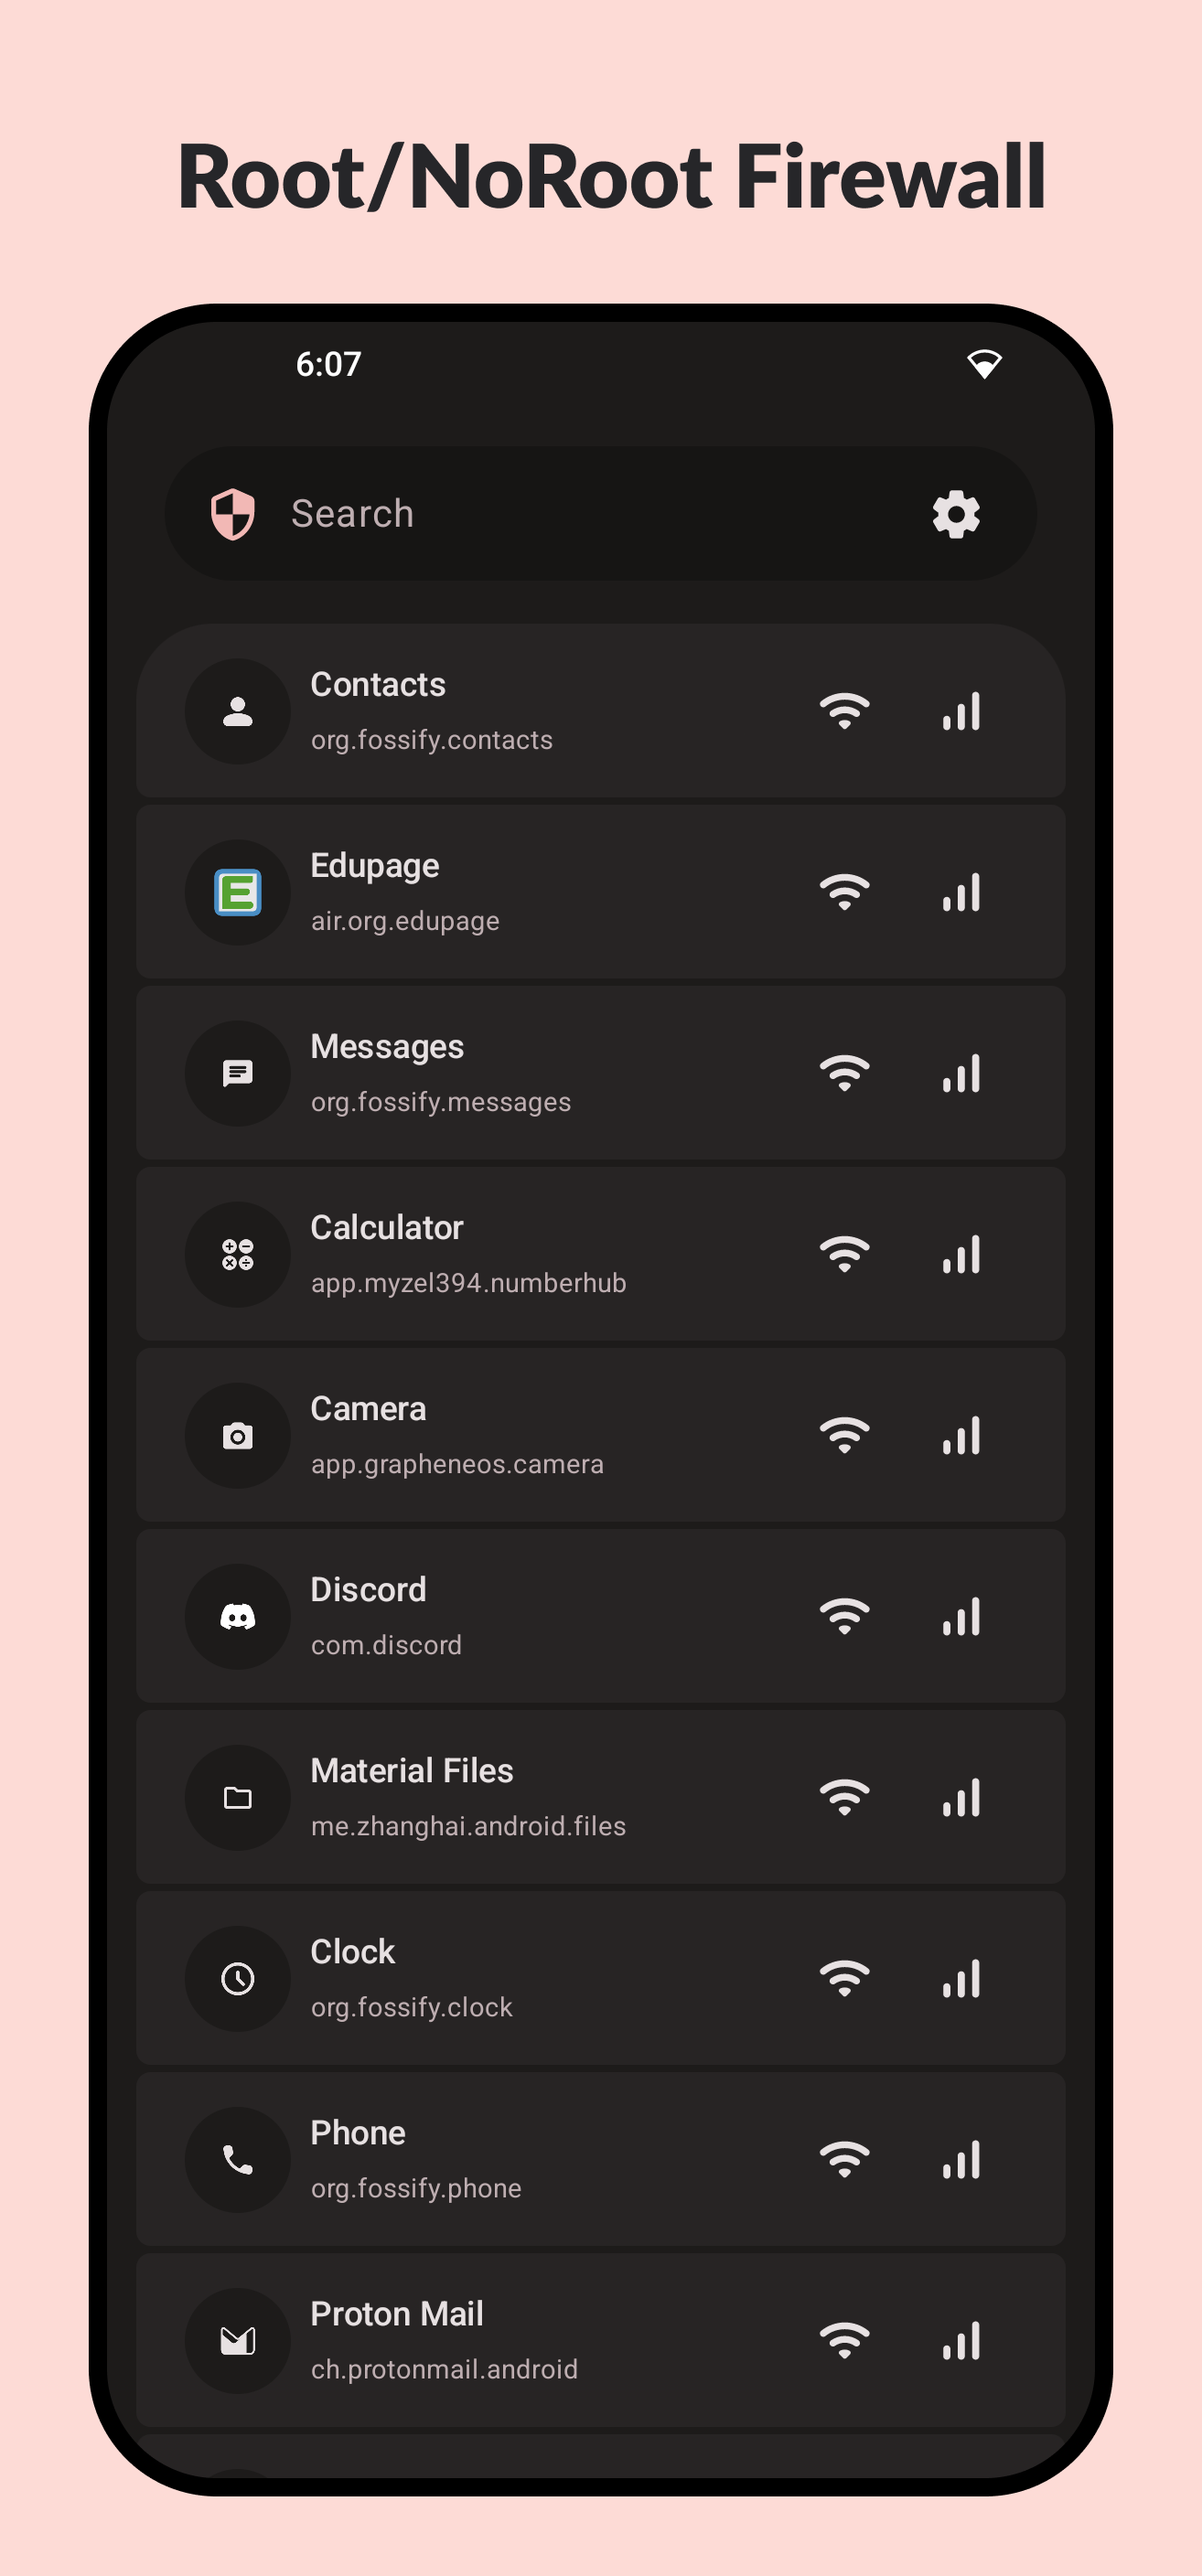 Root/NoRoot Firewall
6:07
Search
Contacts
org.fossify.contacts
Edupage
air.org.edupage
Messages
org.fossify.messages
Calculator
app.myzel394.numberhub
Camera
app.grapheneos.camera
Discord
com.discord
Material Files
me.zhanghai.android.files
Clock
org.fossify.clock
Phone
org.fossify.phone
Proton Mail
ch.protonmail.android